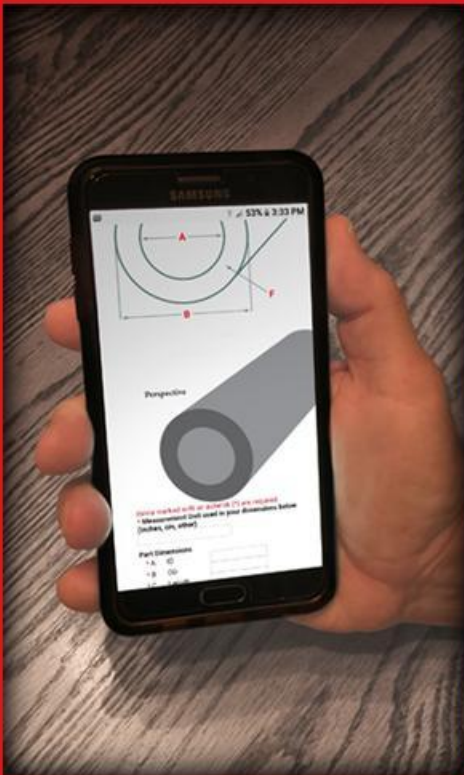 SAMSUNG
53% 3:33 PM
A
F
B
Perspective
Items marked with an asterisk (*) are required
* Measurement Unit used in your dimensions below
(inches, cm, other)
Part Dimensions
* A ID
* B OD